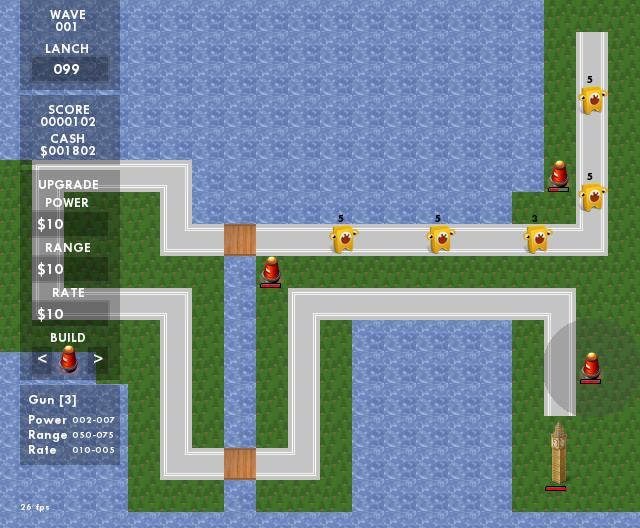 WAVE
001
LANCH
099
SCORE
0000102
CASH
$001802
UPGRADE
POWER
$10
RANGE
$10
RATE
$10
BUILD
< >
Gun [3]
Power 002-007
Range 050-075
Rate 010-005
26 fps
5
5
5
5
3